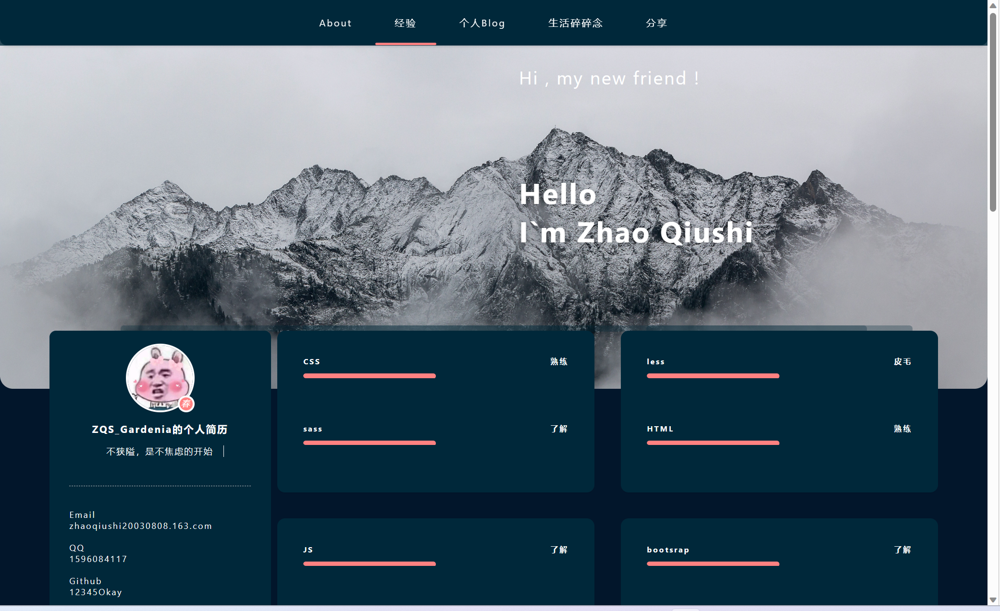 About
经验
个人Blog
生活碎碎念
分享
Hi , my new friend !
Hello
I`m Zhao Qiushi
春
ZQS_Gardenia的个人简历
不狭隘，是不焦虑的开始
Email
zhaoqiushi20030808.163.com
QQ
1596084117
Github
12345Okay
CSS 熟练
sass 了解
less 皮毛
HTML 熟练
JS 了解
bootsrap 了解